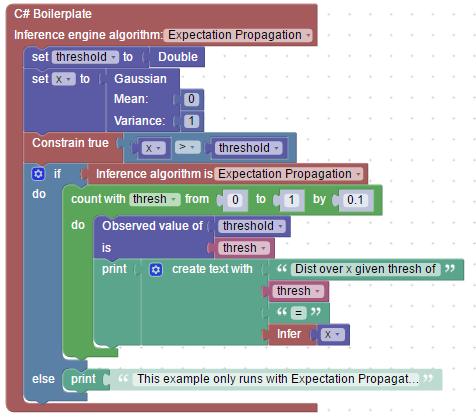 C# Boilerplate
Inference engine algorithm: Expectation Propagation
set threshold to Double
set x to Gaussian
Mean: 0
Variance: 1
Constrain true x > threshold
if Inference algorithm is Expectation Propagation
do count with thresh from 0 to 1 by 0.1
do Observed value of threshold
is thresh
print create text with “ Dist over x given thresh of ”
thresh
“ = ”
Infer x
else print “ This example only runs with Expectation Propagat... ”